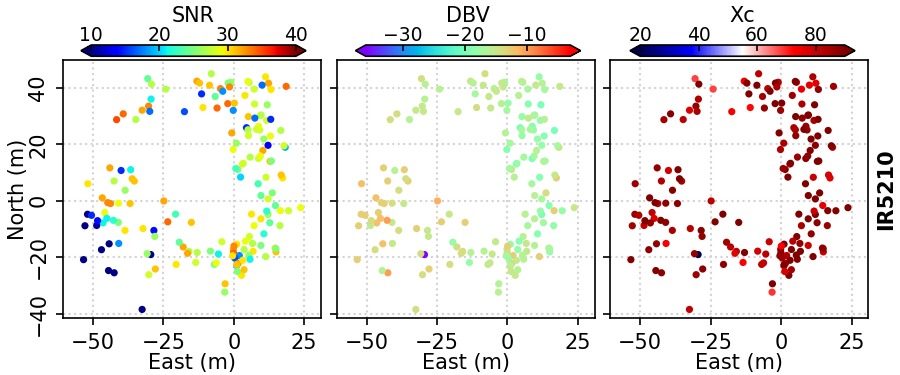 SNR DBV Xc
10 20 30 40 −30 −20 −10 20 40 60 80
40
20
0
−20
−40
North (m)
IR5210
−50 −25 0 25 −50 −25 0 25 −50 −25 0 25
East (m) East (m) East (m)